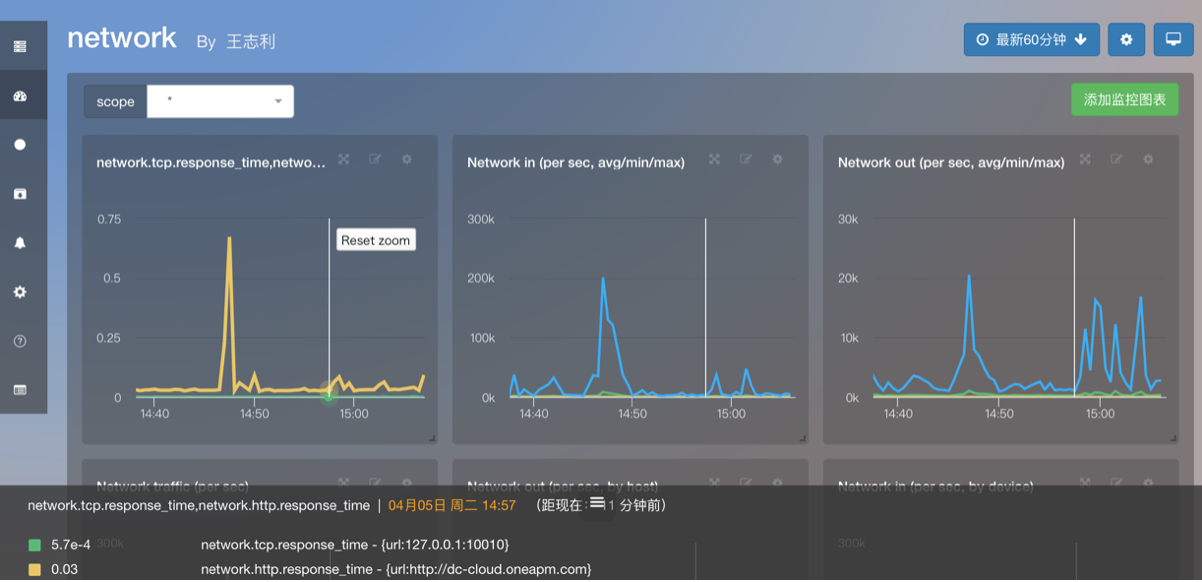 network By 王志利
最新60分钟
scope * 添加监控图表
network.tcp.response_time,netwo...
0.75
0.5
0.25
0
14:40 14:50 15:00
Reset zoom
Network in (per sec, avg/min/max)
300k
200k
100k
0k
14:40 14:50 15:00
Network out (per sec, avg/min/max)
30k
20k
10k
0k
14:40 14:50 15:00
Network traffic (per sec)
Network out (per sec, by host)
Network in (per sec, by device)
network.tcp.response_time,network.http.response_time | 04月05日 周二 14:57 (距现在: 11 分钟前)
300k
300k
5.7e-4 network.tcp.response_time - {url:127.0.0.1:10010}
0.03 network.http.response_time - {url:http://dc-cloud.oneapm.com}